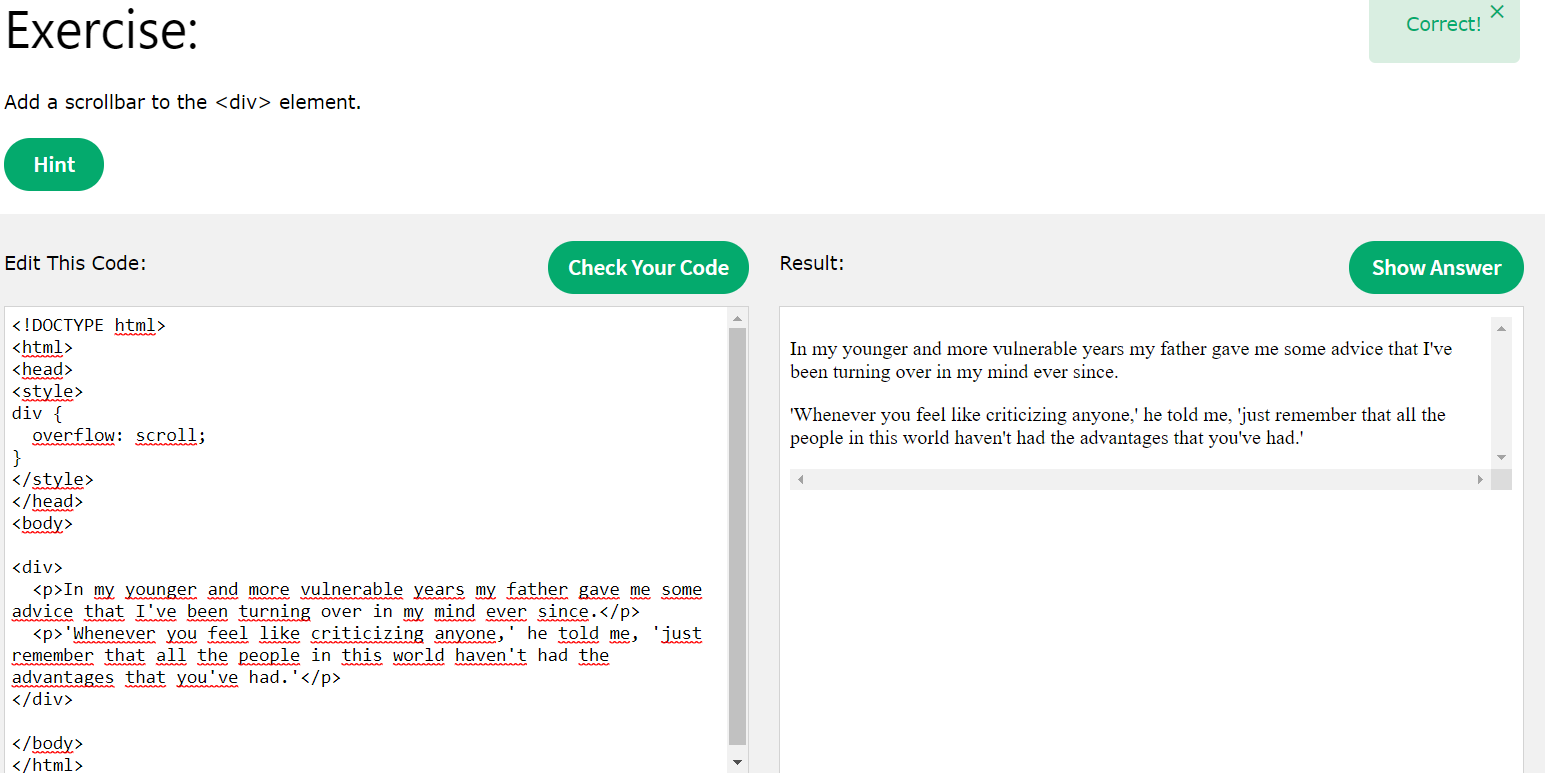 Exercise:
Correct!
×
Add a scrollbar to the <div> element.
Hint
Edit This Code:
Check Your Code
Result:
Show Answer
<!DOCTYPE html>
<html>
<head>
<style>
div {
  overflow: scroll;
}
</style>
</head>
<body>

<div>
  <p>In my younger and more vulnerable years my father gave me some
advice that I've been turning over in my mind ever since.</p>
  <p>'Whenever you feel like criticizing anyone,' he told me, 'just
remember that all the people in this world haven't had the
advantages that you've had.'</p>
</div>

</body>
</html>
In my younger and more vulnerable years my father gave me some advice that I've
been turning over in my mind ever since.
'Whenever you feel like criticizing anyone,' he told me, 'just remember that all the
people in this world haven't had the advantages that you've had.'